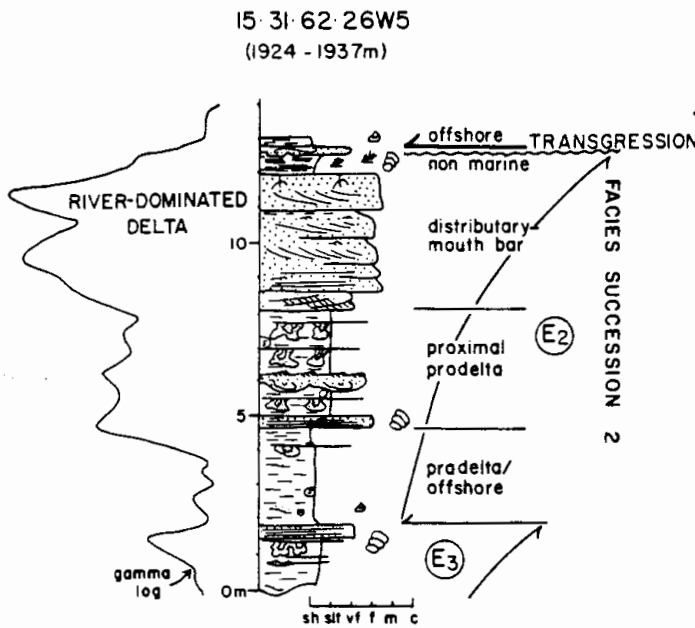 15·31·62·26W5
(1924 - 1937m)
offshore
TRANSGRESSION
non marine
RIVER-DOMINATED
DELTA
10
distributary
mouth bar
FACIES SUCCESSION 2
E2
proximal
prodelta
5
prodelta/
offshore
E3
gamma
log
0m
sh slt vf f m c